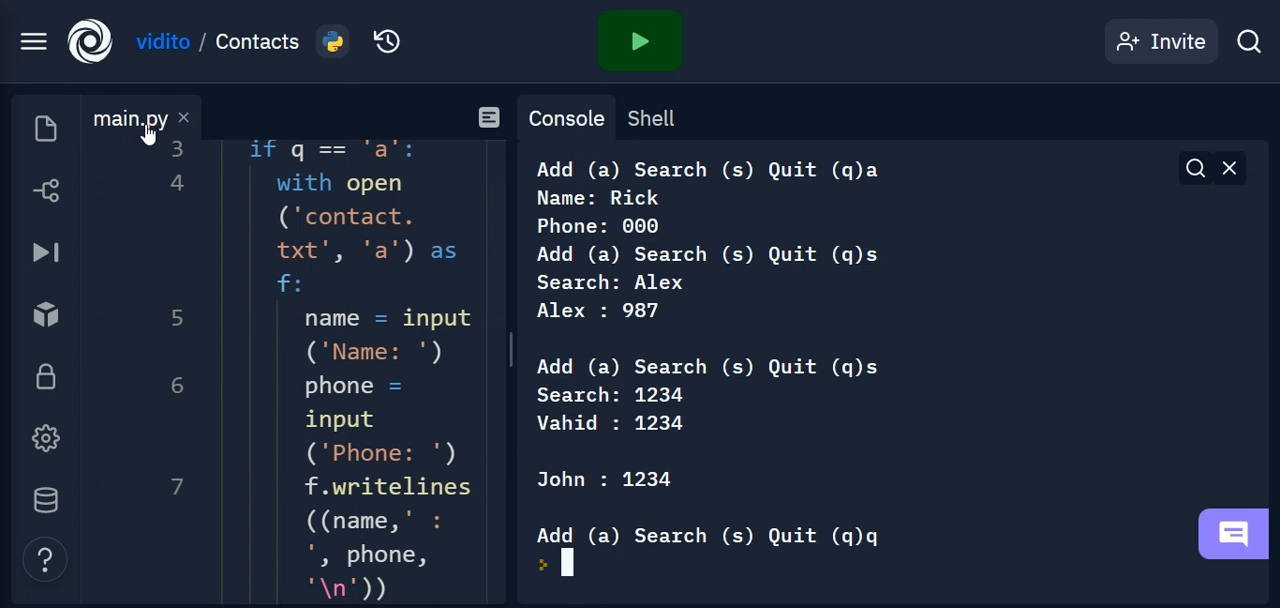 vidito / Contacts
Invite
main.py
3 if q == 'a':
4 with open
('contact.
txt', 'a') as
f:
5 name = input
('Name: ')
6 phone =
input
('Phone: ')
7 f.writelines
((name,' :
', phone,
'\n'))
?
Console Shell
Add (a) Search (s) Quit (q)a
Name: Rick
Phone: 000
Add (a) Search (s) Quit (q)s
Search: Alex
Alex : 987
Add (a) Search (s) Quit (q)s
Search: 1234
Vahid : 1234
John : 1234
Add (a) Search (s) Quit (q)q
>